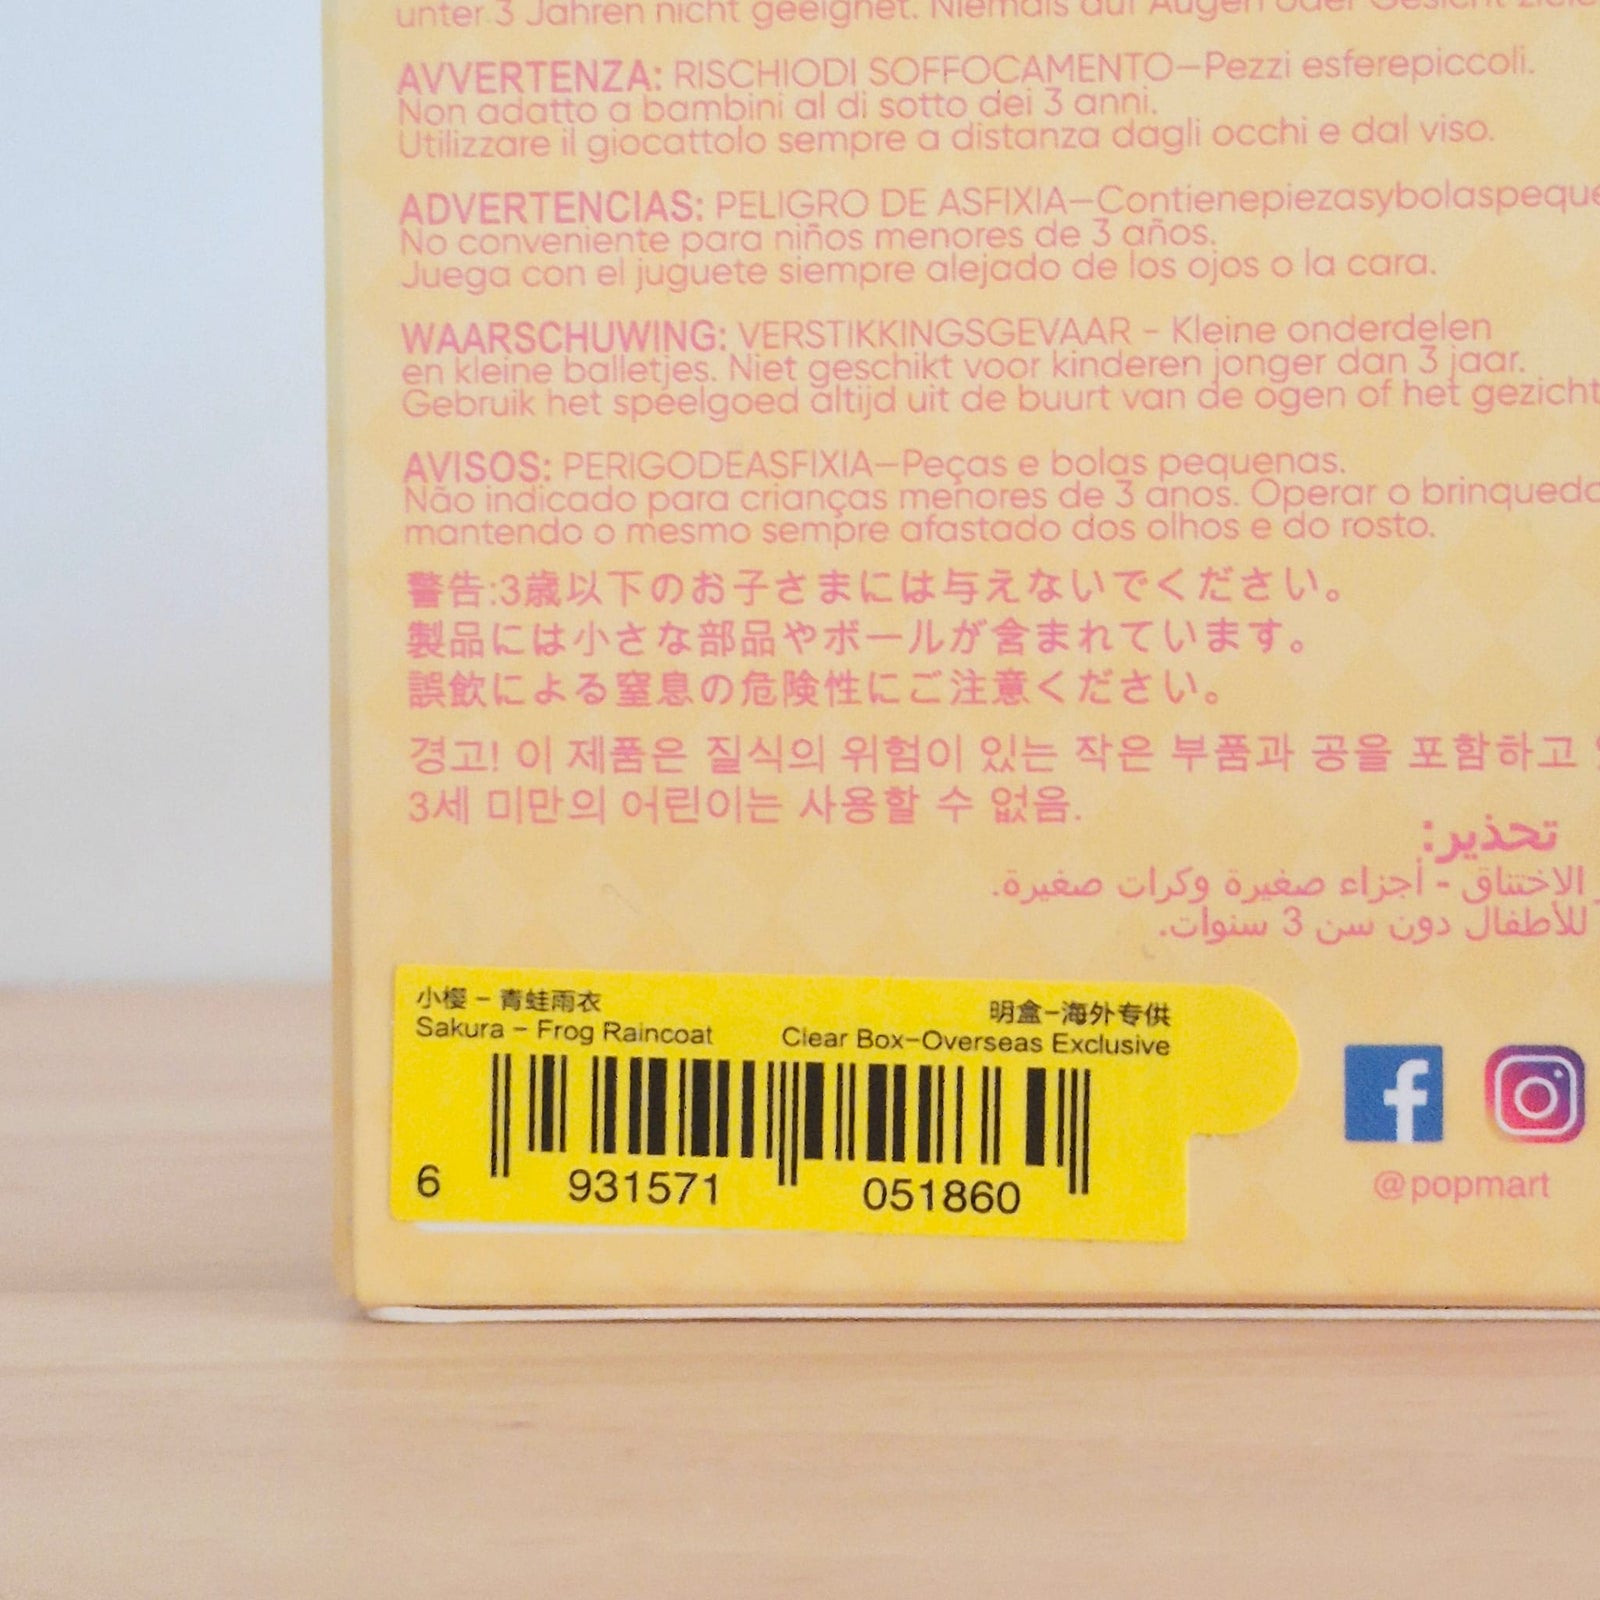 unter 3 Jahren nicht geeignet. Niemals auf Augen oder Gesicht
AVVERTENZA: RISCHIODI SOFFOCAMENTO—Pezzi esferepiccoli.
Non adatto a bambini al di sotto dei 3 anni.
Utilizzare il giocattolo sempre a distanza dagli occhi e dal viso.
ADVERTENCIAS: PELIGRO DE ASFIXIA—Contienepiezasybolaspeque
No conveniente para niños menores de 3 años.
Juega con el juguete siempre alejado de los ojos o la cara.
WAARSCHUWING: VERSTIKKINGSGEVAAR - Kleine onderdelen
en kleine balletjes. Niet geschikt voor kinderen jonger dan 3 jaar.
Gebruik het speelgoed altijd uit de buurt van de ogen of het gezicht
AVISOS: PERIGODEASFIXIA—Peças e bolas pequenas.
Não indicado para crianças menores de 3 anos. Operar o brinquedo
mantendo o mesmo sempre afastado dos olhos e do rosto.
警告:3歳以下のお子さまには与えないでください。
製品には小さな部品やボールが含まれています。
誤飲による窒息の危険性にご注意ください。
경고! 이 제품은 질식의 위험이 있는 작은 부품과 공을 포함하고
3세 미만의 어린이는 사용할 수 없음.
تحذير:
الاختناق - أجزاء صغيرة وكرات صغيرة.
للأطفال دون سن 3 سنوات.
小樱 – 青蛙雨衣
Sakura – Frog Raincoat
明盒–海外专供
Clear Box–Overseas Exclusive
6 931571 051860
@popmart